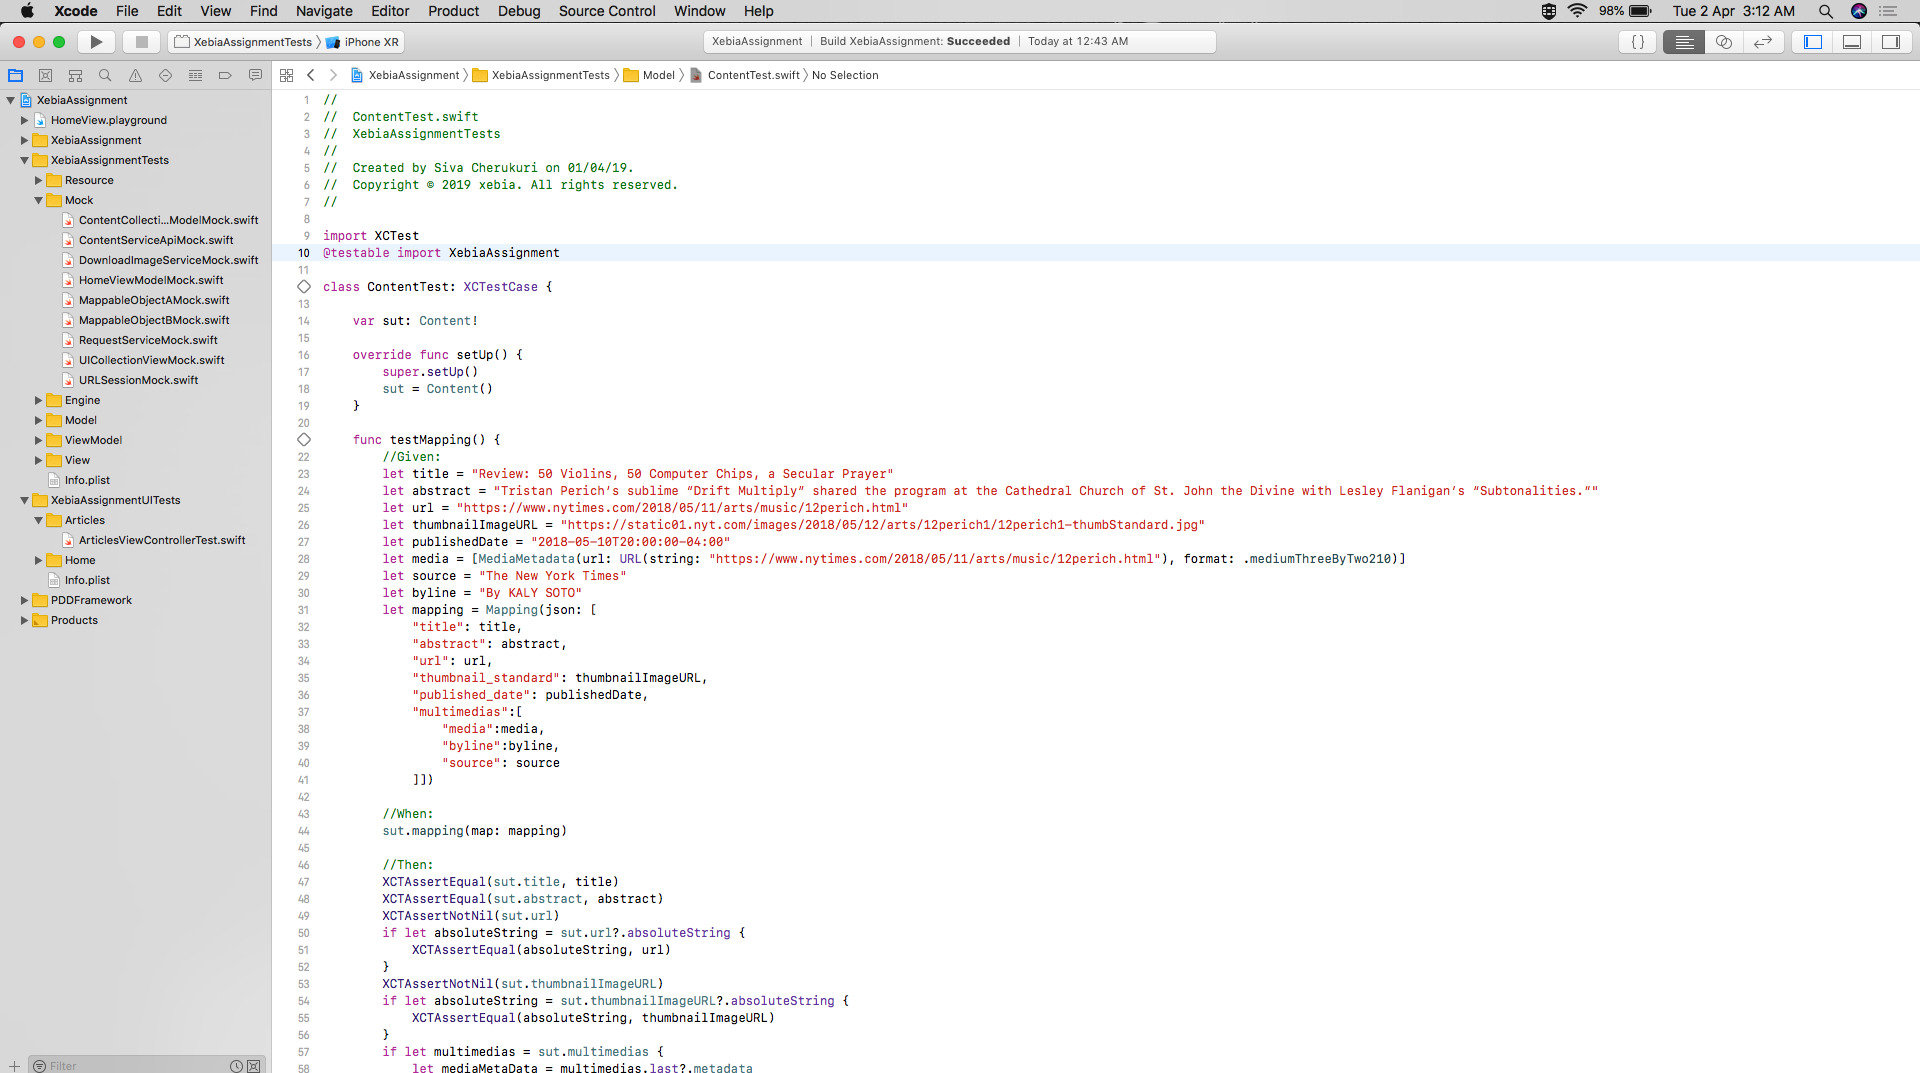 Xcode File Edit View Find Navigate Editor Product Debug Source Control Window Help 98% Tue 2 Apr 3:12 AM
XebiaAssignmentTests iPhone XR XebiaAssignment Build XebiaAssignment: Succeeded Today at 12:43 AM {}
XebiaAssignment XebiaAssignmentTests Model ContentTest.swift No Selection
XebiaAssignment
HomeView.playground
XebiaAssignment
XebiaAssignmentTests
Resource
Mock
ContentCollecti...ModelMock.swift
ContentServiceApiMock.swift
DownloadImageServiceMock.swift
HomeViewModelMock.swift
MappableObjectAMock.swift
MappableObjectBMock.swift
RequestServiceMock.swift
UICollectionViewMock.swift
URLSessionMock.swift
Engine
Model
ViewModel
View
Info.plist
XebiaAssignmentUITests
Articles
ArticlesViewControllerTest.swift
Home
Info.plist
PDDFramework
Products
Filter
1 //
2 //  ContentTest.swift
3 //  XebiaAssignmentTests
4 //
5 //  Created by Siva Cherukuri on 01/04/19.
6 //  Copyright © 2019 xebia. All rights reserved.
7 //
8
9 import XCTest
10 @testable import XebiaAssignment
11
class ContentTest: XCTestCase {
13
14 var sut: Content!
15
16 override func setUp() {
17 super.setUp()
18 sut = Content()
19 }
20
func testMapping() {
22 //Given:
23 let title = "Review: 50 Violins, 50 Computer Chips, a Secular Prayer"
24 let abstract = "Tristan Perich’s sublime “Drift Multiply” shared the program at the Cathedral Church of St. John the Divine with Lesley Flanigan’s “Subtonalities.”"
25 let url = "https://www.nytimes.com/2018/05/11/arts/music/12perich.html"
26 let thumbnailImageURL = "https://static01.nyt.com/images/2018/05/12/arts/12perich1/12perich1-thumbStandard.jpg"
27 let publishedDate = "2018-05-10T20:00:00-04:00"
28 let media = [MediaMetadata(url: URL(string: "https://www.nytimes.com/2018/05/11/arts/music/12perich.html"), format: .mediumThreeByTwo210)]
29 let source = "The New York Times"
30 let byline = "By KALY SOTO"
31 let mapping = Mapping(json: [
32 "title": title,
33 "abstract": abstract,
34 "url": url,
35 "thumbnail_standard": thumbnailImageURL,
36 "published_date": publishedDate,
37 "multimedias":[
38 "media":media,
39 "byline":byline,
40 "source": source
41 ]])
42
43 //When:
44 sut.mapping(map: mapping)
45
46 //Then:
47 XCTAssertEqual(sut.title, title)
48 XCTAssertEqual(sut.abstract, abstract)
49 XCTAssertNotNil(sut.url)
50 if let absoluteString = sut.url?.absoluteString {
51 XCTAssertEqual(absoluteString, url)
52 }
53 XCTAssertNotNil(sut.thumbnailImageURL)
54 if let absoluteString = sut.thumbnailImageURL?.absoluteString {
55 XCTAssertEqual(absoluteString, thumbnailImageURL)
56 }
57 if let multimedias = sut.multimedias {
58 let mediaMetaData = multimedias.last?.metadata